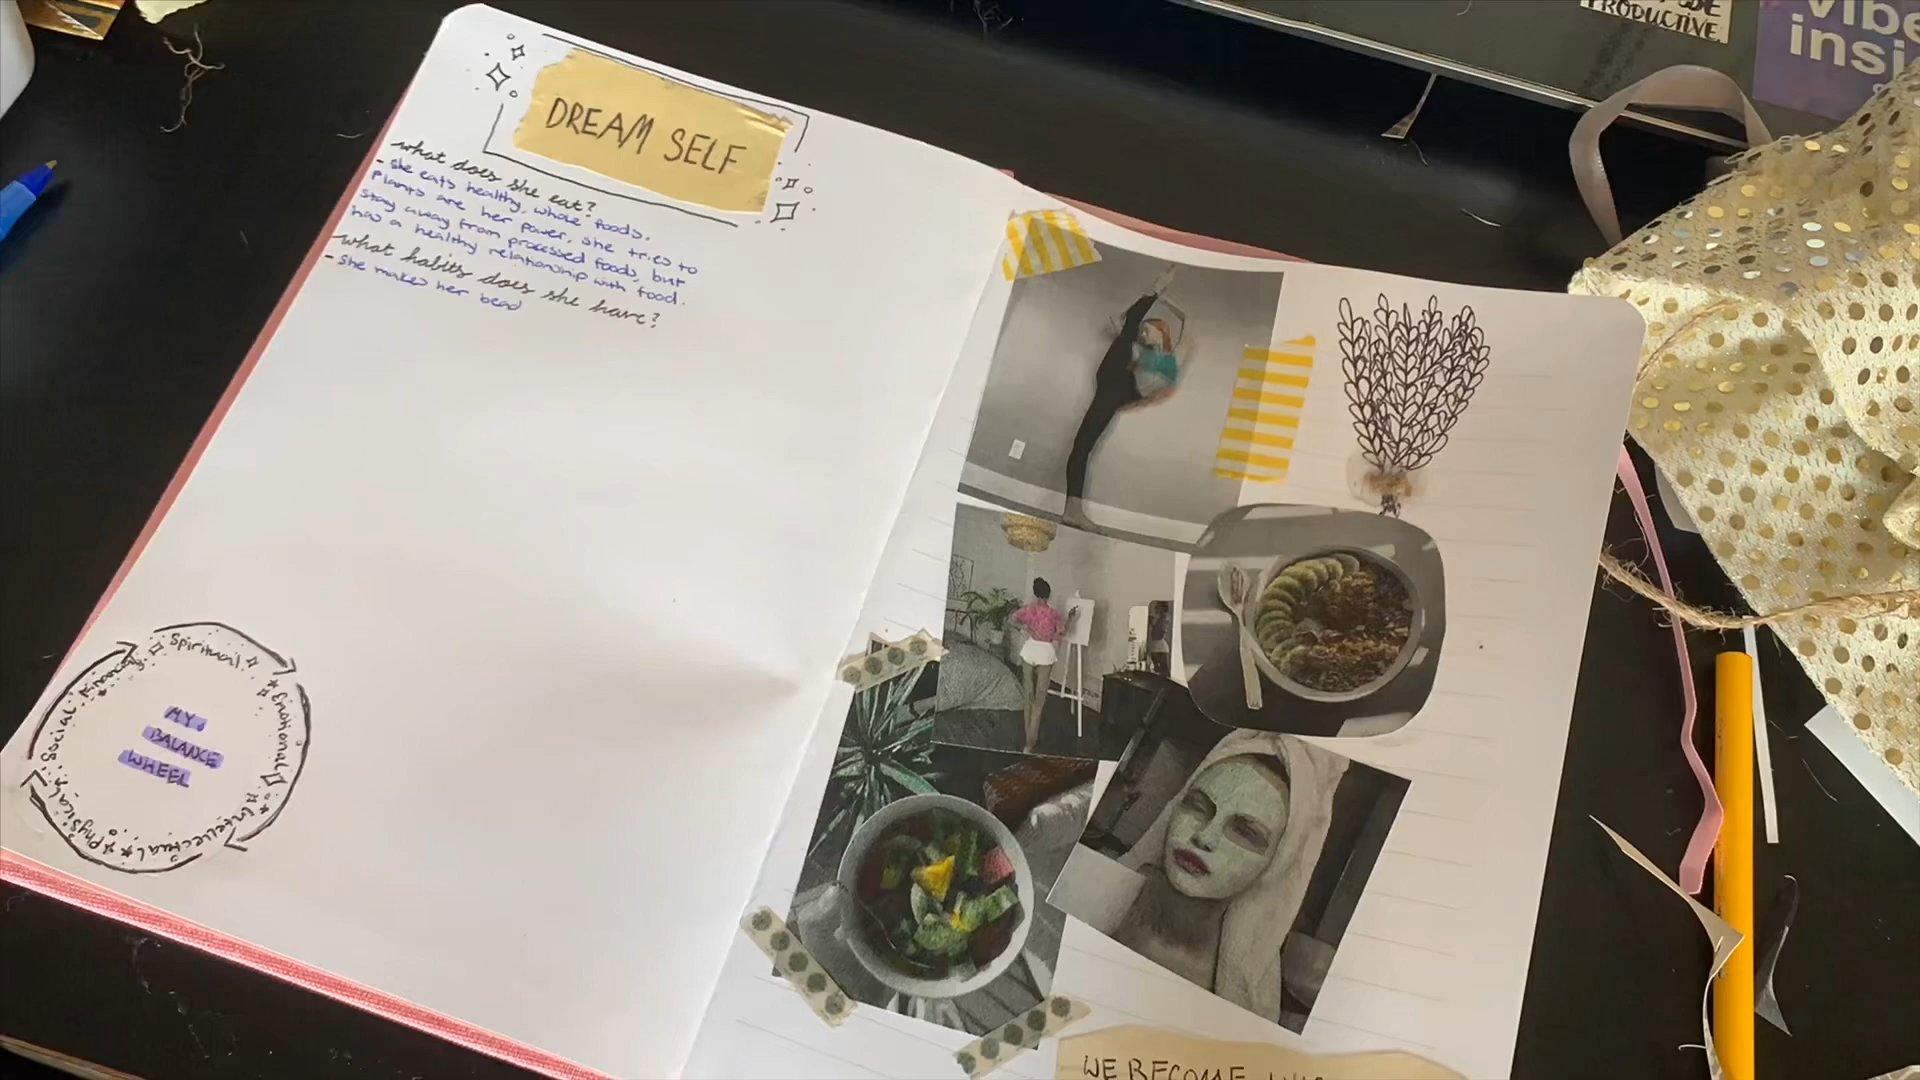 DREAM SELF
what does she eat?
- she eats healthy, whole foods.
plants are her power, she tries to
stay away from processed foods, but
has a healthy relationship with food.
what habits does she have?
- she makes her bead
Spiritual
Emotional
Intellectual
Physical
Social
MY
BALANCE
WHEEL
WE BECOME
PRODUCTIVE
vibe
insi